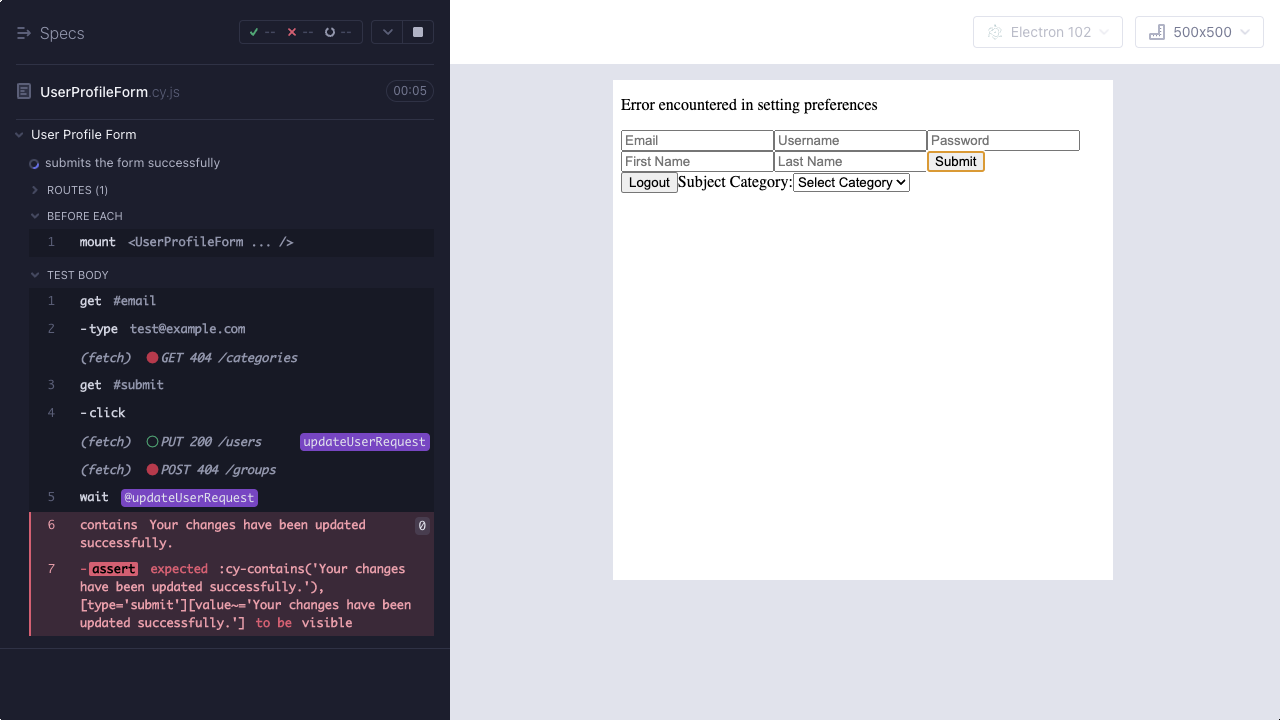 Specs
-- -- --
Electron 102
500x500
UserProfileForm.cy.js
00:05
User Profile Form
submits the form successfully
ROUTES (1)
BEFORE EACH
1 mount <UserProfileForm ... />
TEST BODY
1 get #email
2 -type test@example.com
(fetch) GET 404 /categories
3 get #submit
4 -click
(fetch) PUT 200 /users updateUserRequest
(fetch) POST 404 /groups
5 wait @updateUserRequest
6 contains Your changes have been updated 0
successfully.
7 -assert expected :cy-contains('Your changes
have been updated successfully.'),
[type='submit'][value~='Your changes have been
updated successfully.'] to be visible
Error encountered in setting preferences
Email Username Password
First Name Last Name Submit
Logout Subject Category: Select Category